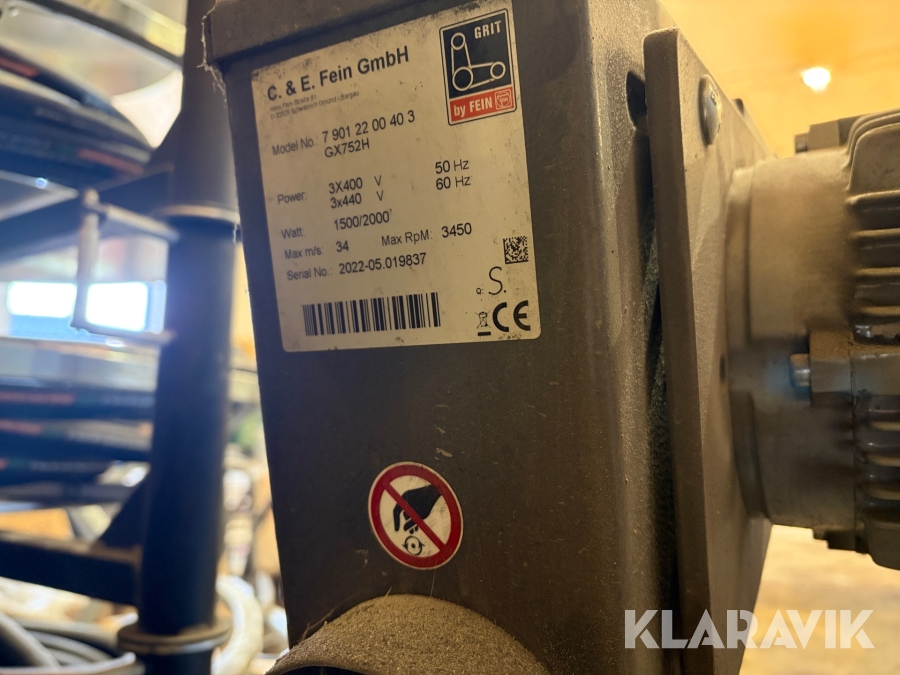 GRIT
by FEIN
C. & E. Fein GmbH
Model No.: 7 901 22 00 40 3
GX752H
Power: 3X400 V 50 Hz
3x440 V 60 Hz
Watt: 1500/2000
Max m/s: 34 Max RpM: 3450
Serial No.: 2022-05.019837
Q: S.
CE
KLARAVIK